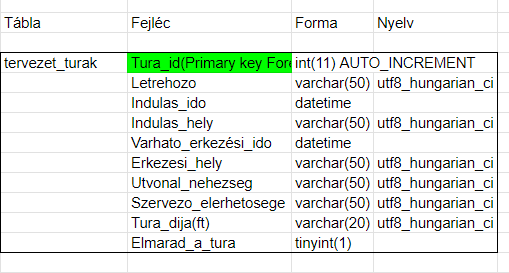 Tábla Fejléc Forma Nyelv
tervezet_turak Tura_id(Primary key For int(11) AUTO_INCREMENT
Letrehozo varchar(50) utf8_hungarian_ci
Indulas_ido datetime
Indulas_hely varchar(50) utf8_hungarian_ci
Varhato_erkezési_ido datetime
Erkezesi_hely varchar(50) utf8_hungarian_ci
Utvonal_nehezseg varchar(50) utf8_hungarian_ci
Szervezo_elerhetosege varchar(50) utf8_hungarian_ci
Tura_dija(ft) varchar(20) utf8_hungarian_ci
Elmarad_a_tura tinyint(1)